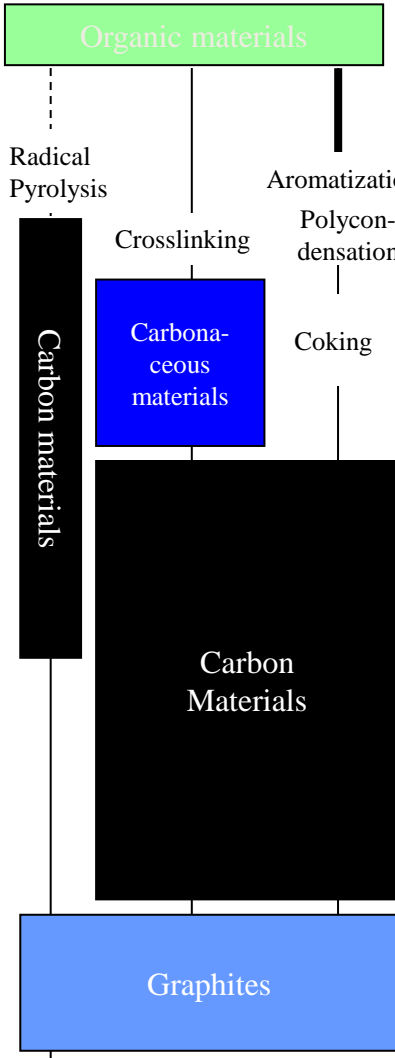 Organic materials
Radical
Pyrolysis
Crosslinking
Aromatizatio
Polycon-
densation
Carbon materials
Carbona-
ceous
materials
Coking
Carbon
Materials
Graphites